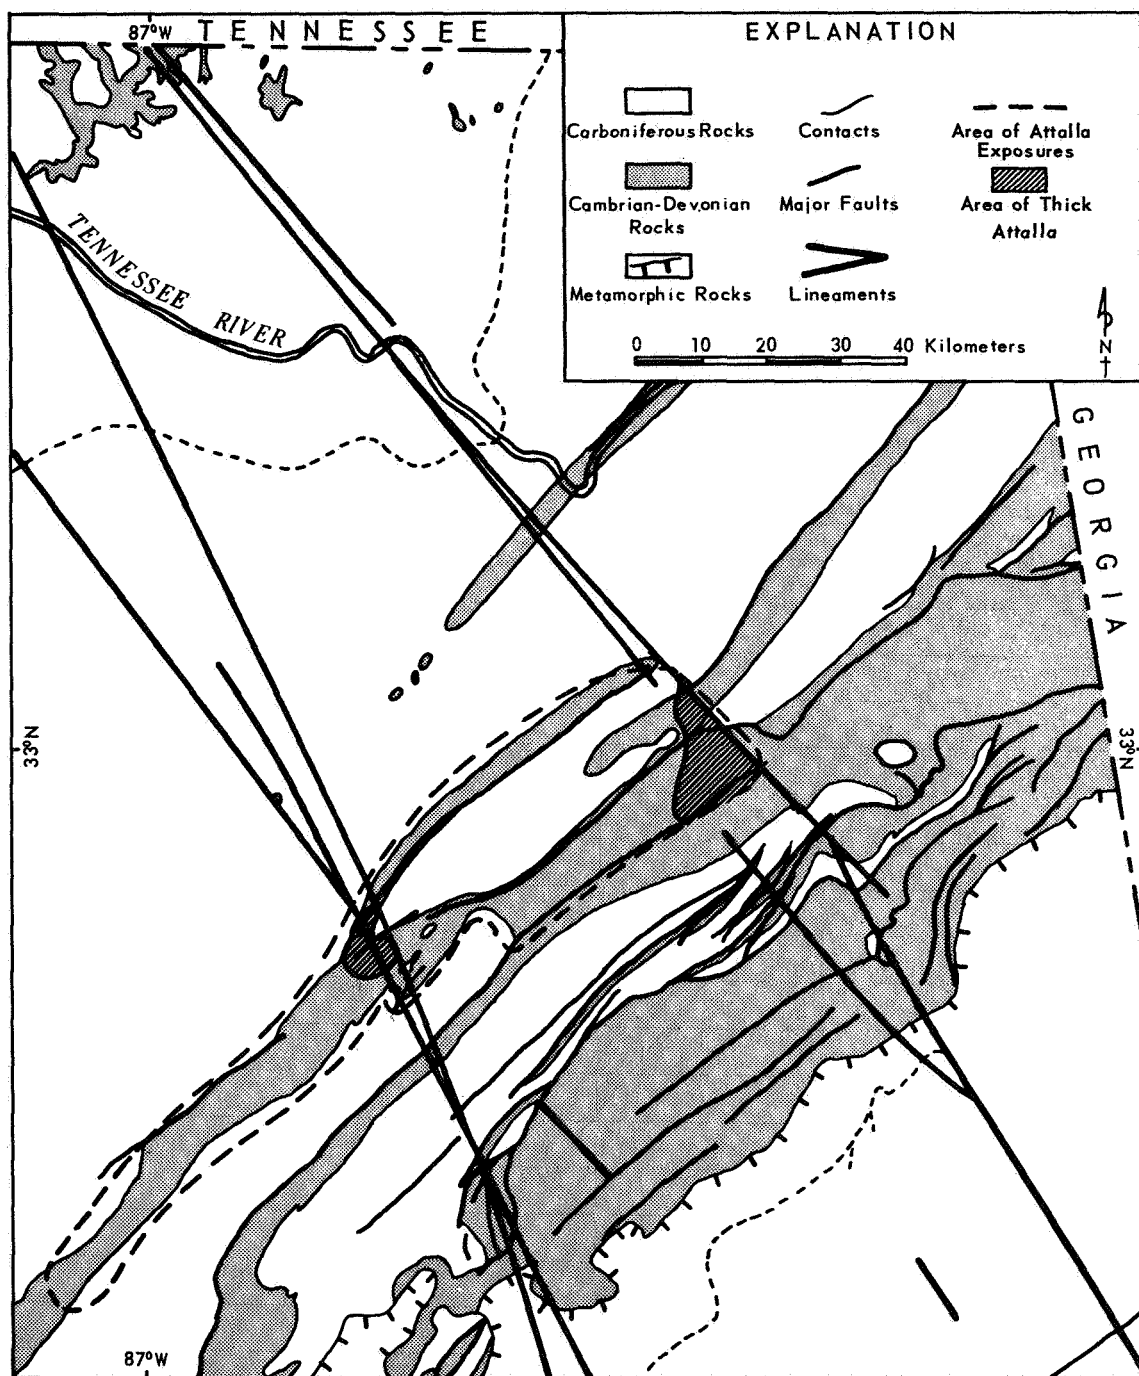 87°W TENNESSEE
EXPLANATION
Carboniferous Rocks
Contacts
Area of Attalla
Exposures
Cambrian-Devonian
Rocks
Major Faults
Area of Thick
Attalla
Metamorphic Rocks
Lineaments
0 10 20 30 40 Kilometers
N
TENNESSEE RIVER
GEORGIA
33°N
33°N
87°W